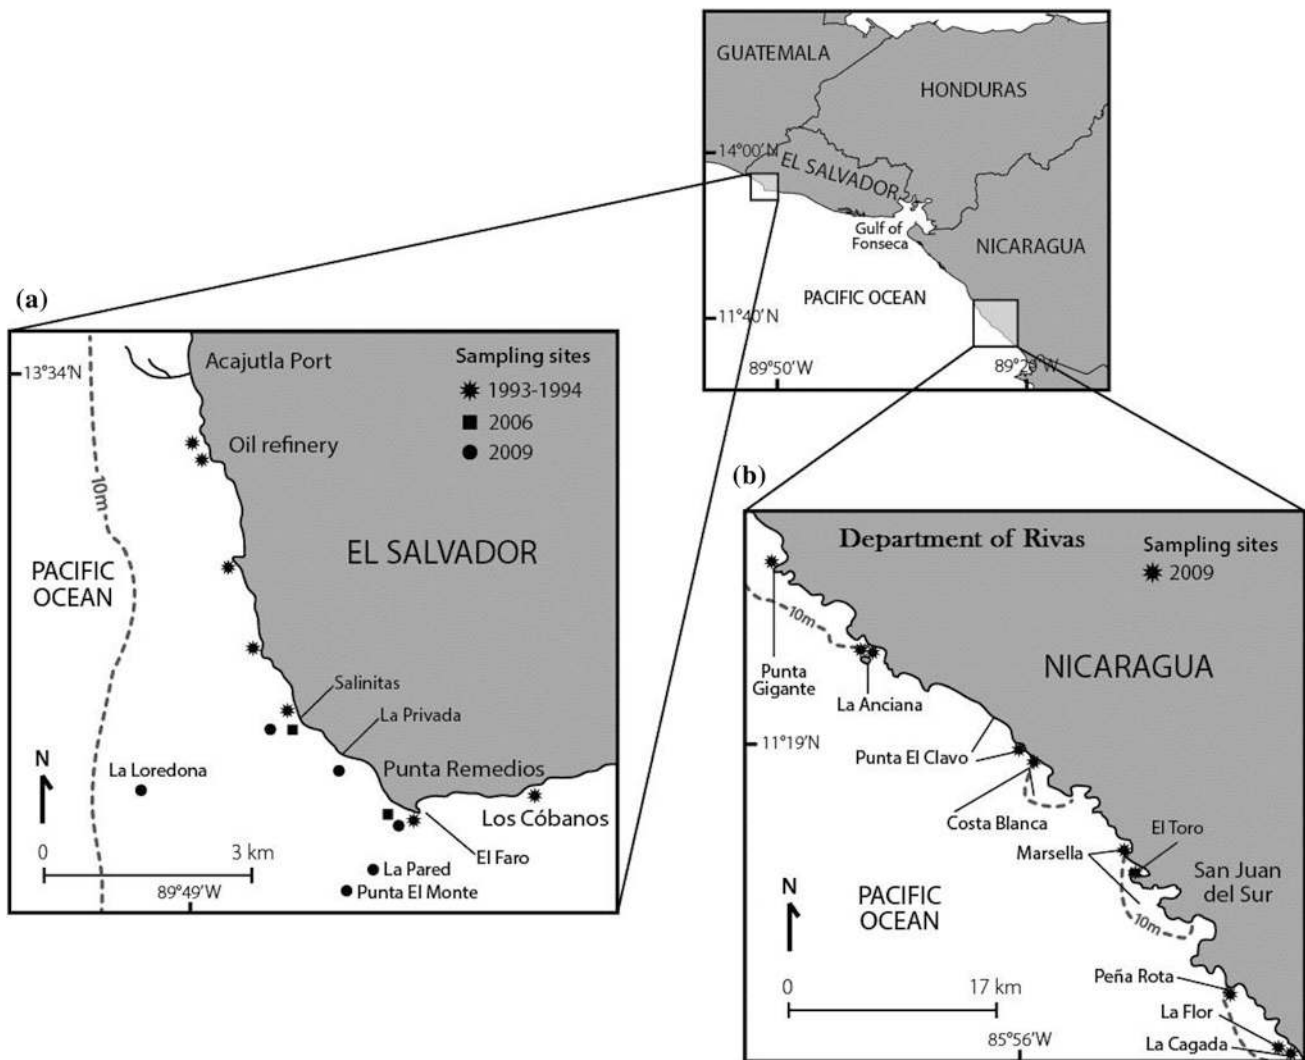 GUATEMALA
HONDURAS
14°00'N
EL SALVADOR
Gulf of
Fonseca
NICARAGUA
PACIFIC OCEAN
11°40'N
89°50'W
(a)
Acajutla Port
13°34'N
Sampling sites
1993-1994
2006
2009
Oil refinery
10m
EL SALVADOR
PACIFIC
OCEAN
Salinitas
La Privada
Punta Remedios
La Loredona
N
Los Cóbanos
El Faro
0
3 km
La Pared
89°49'W
Punta El Monte
(b)
Department of Rivas
Sampling sites
2009
10m
NICARAGUA
Punta
Gigante
La Anciana
11°19'N
Punta El Clavo
Costa Blanca
El Toro
Marsella
San Juan
del Sur
N
PACIFIC
OCEAN
10m
Peña Rota
0
17 km
La Flor
85°56'W
La Cagada